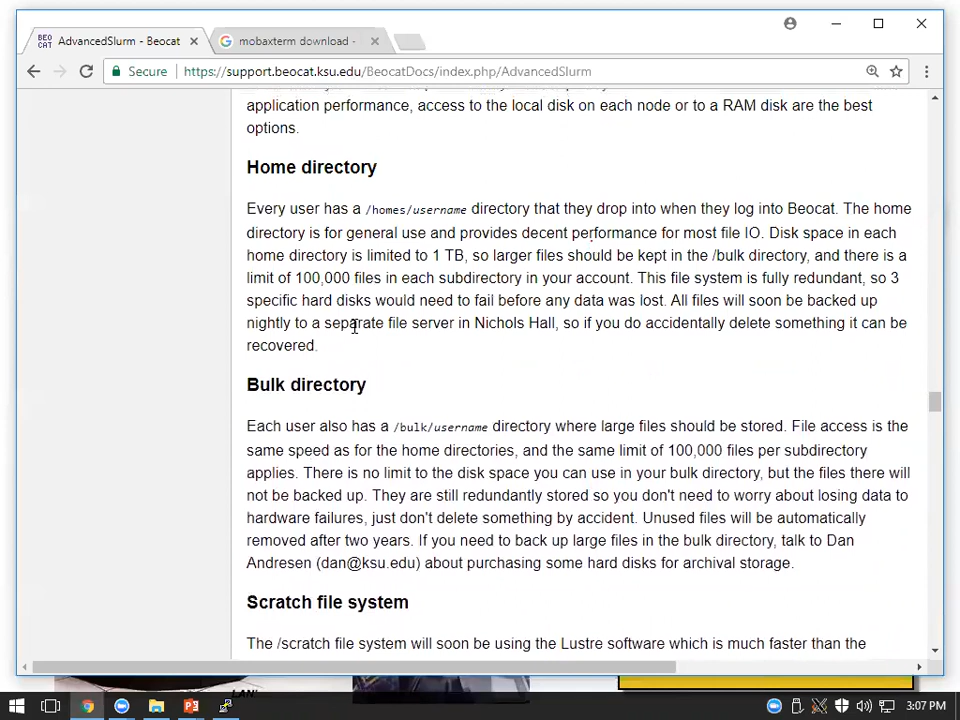 AdvancedSlurm - Beocat
mobaxterm download -
Secure
https://support.beocat.ksu.edu/BeocatDocs/index.php/AdvancedSlurm
application performance, access to the local disk on each node or to a RAM disk are the best
options.
Home directory
Every user has a /homes/username directory that they drop into when they log into Beocat. The home
directory is for general use and provides decent performance for most file IO. Disk space in each
home directory is limited to 1 TB, so larger files should be kept in the /bulk directory, and there is a
limit of 100,000 files in each subdirectory in your account. This file system is fully redundant, so 3
specific hard disks would need to fail before any data was lost. All files will soon be backed up
nightly to a separate file server in Nichols Hall, so if you do accidentally delete something it can be
recovered.
Bulk directory
Each user also has a /bulk/username directory where large files should be stored. File access is the
same speed as for the home directories, and the same limit of 100,000 files per subdirectory
applies. There is no limit to the disk space you can use in your bulk directory, but the files there will
not be backed up. They are still redundantly stored so you don't need to worry about losing data to
hardware failures, just don't delete something by accident. Unused files will be automatically
removed after two years. If you need to back up large files in the bulk directory, talk to Dan
Andresen (dan@ksu.edu) about purchasing some hard disks for archival storage.
Scratch file system
The /scratch file system will soon be using the Lustre software which is much faster than the
3:07 PM